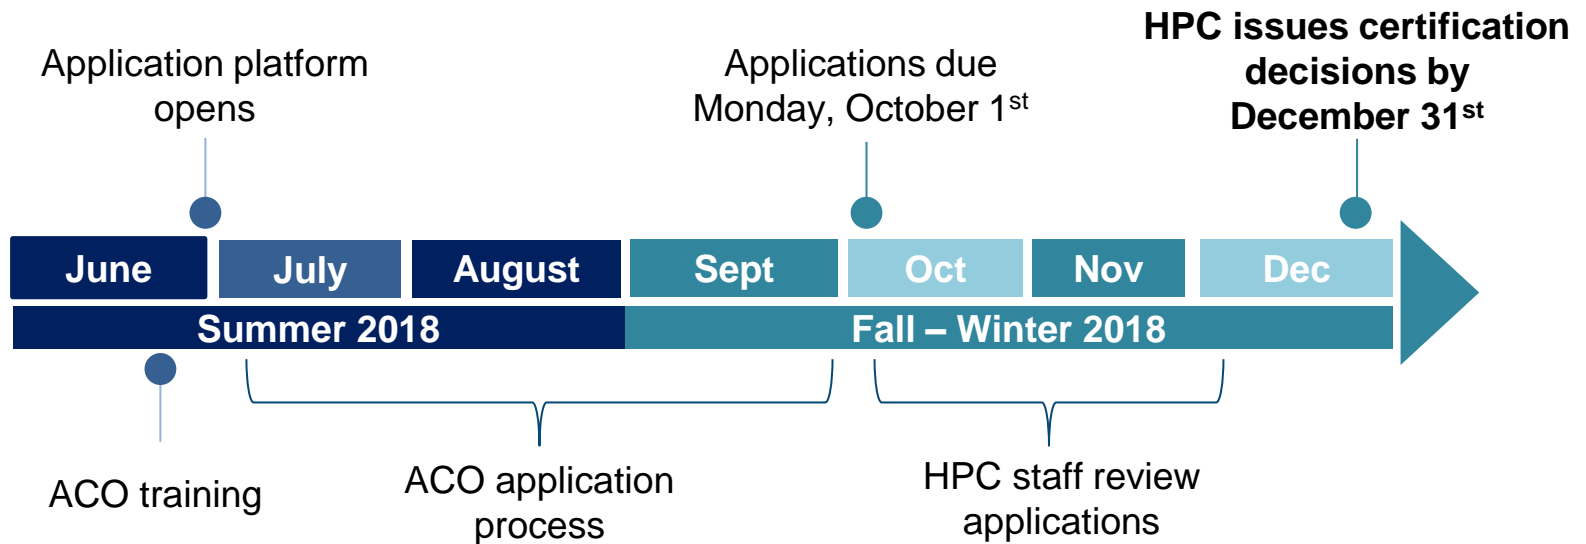 Application platform
opens
Applications due
Monday, October 1st
HPC issues certification
decisions by
December 31st
June
July
August
Sept
Oct
Nov
Dec
Summer 2018
Fall – Winter 2018
ACO training
ACO application
process
HPC staff review
applications